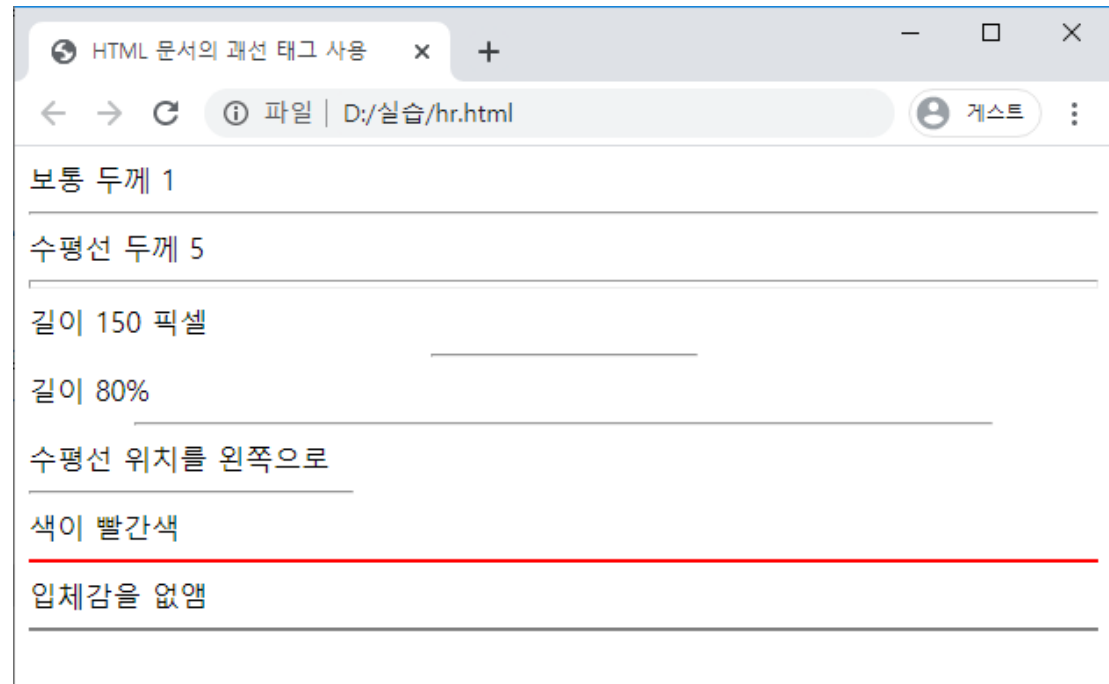 HTML 문서의 괘선 태그 사용
파일 | D:/실습/hr.html
게스트
보통 두께 1
수평선 두께 5
길이 150 픽셀
길이 80%
수평선 위치를 왼쪽으로
색이 빨간색
입체감을 없앰